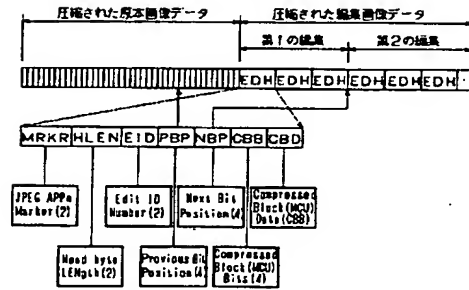 圧縮された原本画像データ
圧縮された編集画像データ
第1の編集
第2の編集
EDH EDH EDH EDH EDH EDH
MRKR HLEN EID PBP NBP CBB CBD
JPEG APPn
Marker(2)
Edit ID
Number(2)
Next Bit
Position(4)
Compressed
Block(MCU)
Data(CBB)
Head byte
LENgth(2)
Previous Bit
Position(4)
Compressed
Block(MCU)
Bits(4)